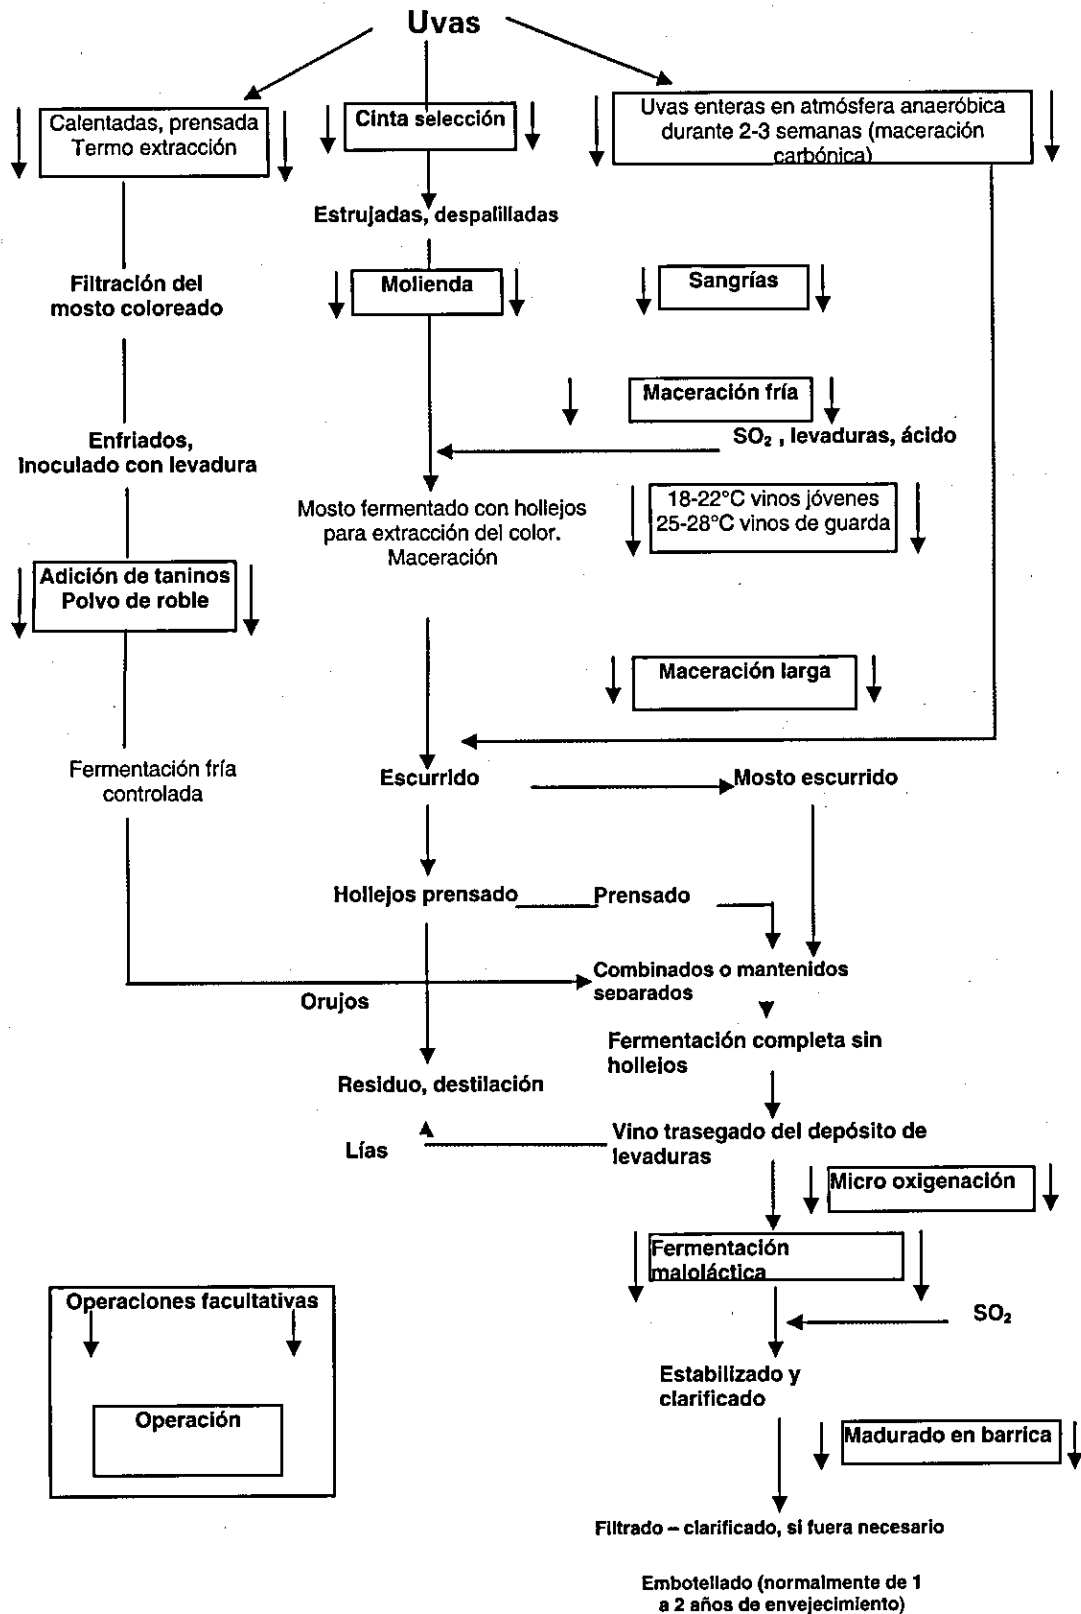 Uvas
Calentadas, prensada
Termo extracción
Cinta selección
Uvas enteras en atmósfera anaeróbica
durante 2-3 semanas (maceración
carbónica)
Estrujadas, despalilladas
Filtración del
mosto coloreado
Molienda
Sangrías
Maceración fría
SO₂ , levaduras, ácido
Enfriados,
Inoculado con levadura
Mosto fermentado con hollejos
para extracción del color.
Maceración
18-22°C vinos jóvenes
25-28°C vinos de guarda
Adición de taninos
Polvo de roble
Maceración larga
Fermentación fría
controlada
Escurrido
Mosto escurrido
Hollejos prensado
Prensado
Combinados o mantenidos
separados
Orujos
Fermentación completa sin
hollejos
Residuo, destilación
Vino trasegado del depósito de
levaduras
Lías
Micro oxigenación
Fermentación
maloláctica
SO₂
Operaciones facultativas
Operación
Estabilizado y
clarificado
Madurado en barrica
Filtrado – clarificado, si fuera necesario
Embotellado (normalmente de 1
a 2 años de envejecimiento)